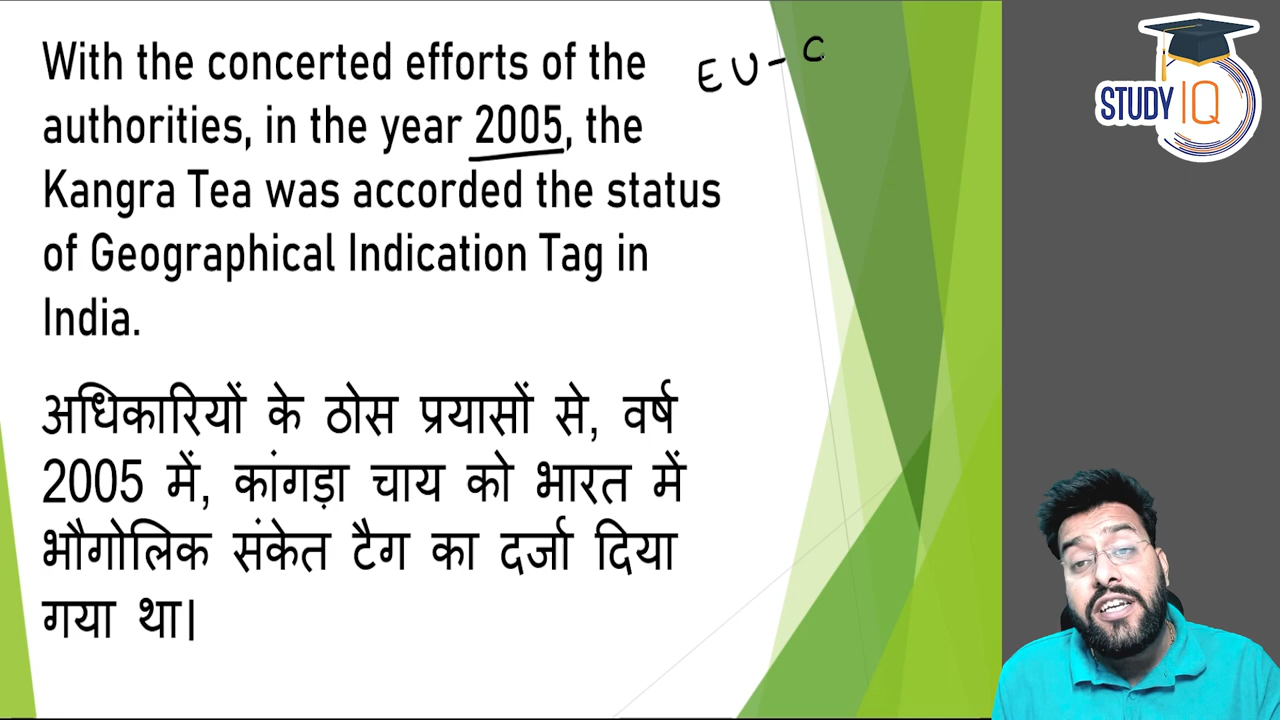 With the concerted efforts of the
authorities, in the year 2005, the
Kangra Tea was accorded the status
of Geographical Indication Tag in
India.
EU-C
अधिकारियों के ठोस प्रयासों से, वर्ष
2005 में, कांगड़ा चाय को भारत में
भौगोलिक संकेत टैग का दर्जा दिया
गया था।
STUDY IQ